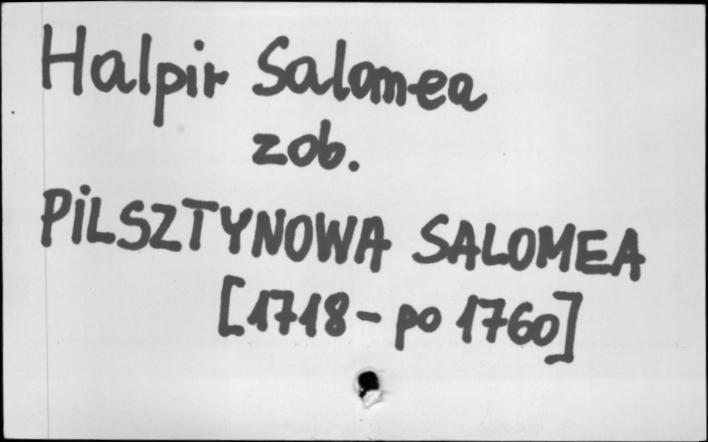 Halpir Salomea
zob.
PILSZTYNOWA SALOMEA
[1718 - po 1760]